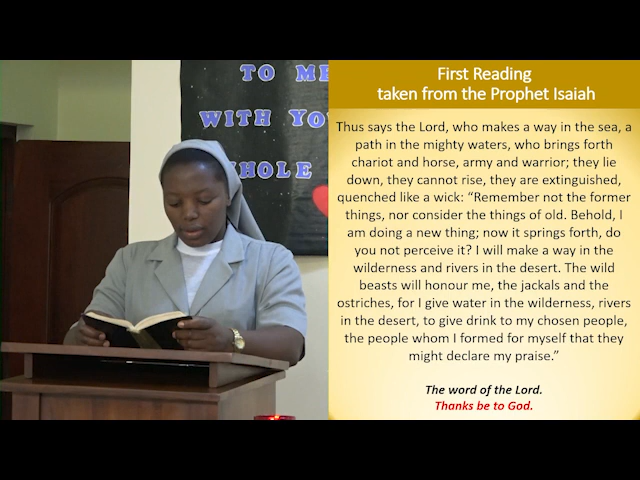 TO ME
WITH YO
WHOLE
First Reading
taken from the Prophet Isaiah
Thus says the Lord, who makes a way in the sea, a
path in the mighty waters, who brings forth
chariot and horse, army and warrior; they lie
down, they cannot rise, they are extinguished,
quenched like a wick: “Remember not the former
things, nor consider the things of old. Behold, I
am doing a new thing; now it springs forth, do
you not perceive it? I will make a way in the
wilderness and rivers in the desert. The wild
beasts will honour me, the jackals and the
ostriches, for I give water in the wilderness, rivers
in the desert, to give drink to my chosen people,
the people whom I formed for myself that they
might declare my praise.”
The word of the Lord.
Thanks be to God.